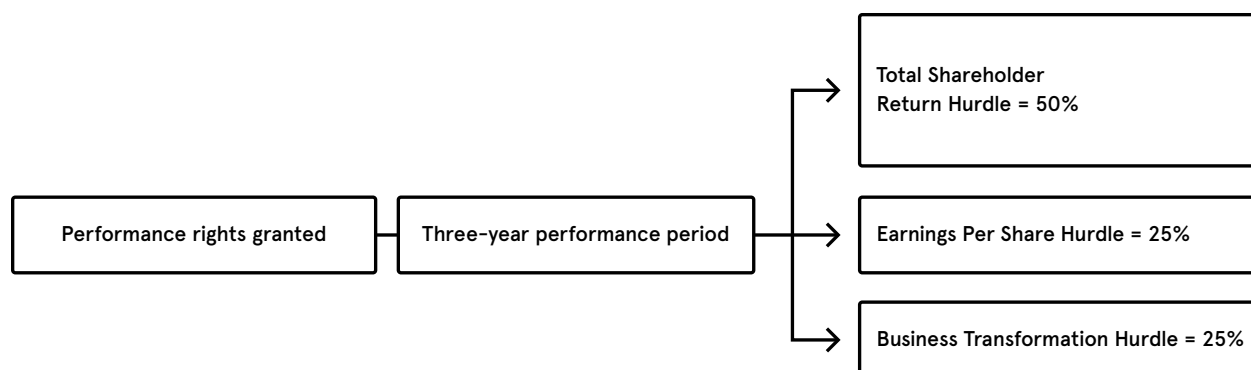 Performance rights granted
Three-year performance period
Total Shareholder
Return Hurdle = 50%
Earnings Per Share Hurdle = 25%
Business Transformation Hurdle = 25%